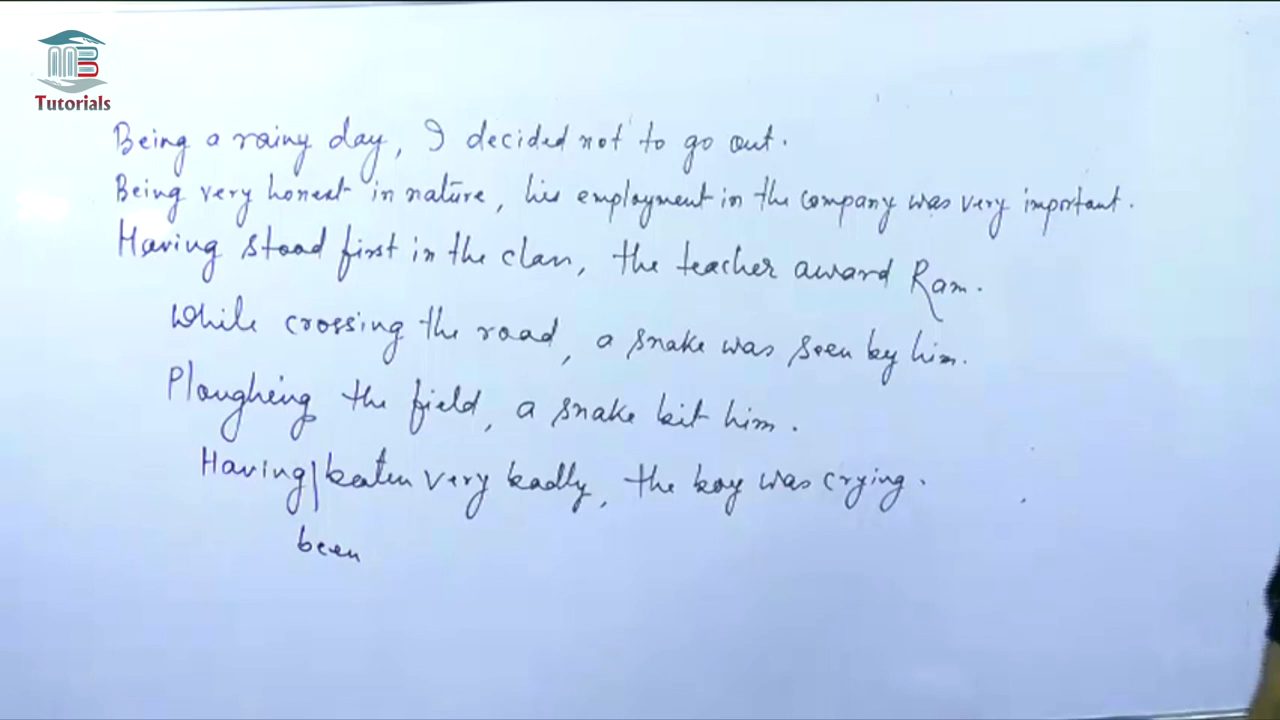 Tutorials
Being a rainy day, I decided not to go out.
Being very honest in nature, his employment in the company was very important.
Having stood first in the class, the teacher award Ram.
While crossing the road, a snake was seen by him.
Ploughing the field, a snake bit him.
Having beaten very badly, the boy was crying.
been